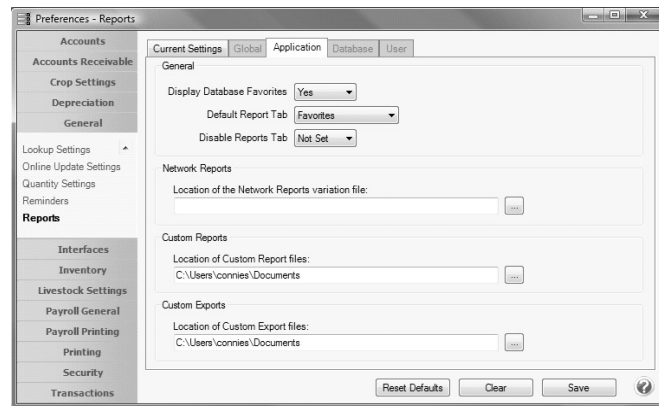 Preferences - Reports
Accounts
Accounts Receivable
Crop Settings
Depreciation
General
Lookup Settings
Online Update Settings
Quantity Settings
Reminders
Reports
Interfaces
Inventory
Livestock Settings
Payroll General
Payroll Printing
Printing
Security
Transactions
Current Settings Global Application Database User
General
Display Database Favorites Yes
Default Report Tab Favorites
Disable Reports Tab Not Set
Network Reports
Location of the Network Reports variation file:
...
Custom Reports
Location of Custom Report files:
C:\Users\connies\Documents ...
Custom Exports
Location of Custom Export files:
C:\Users\connies\Documents ...
Reset Defaults Clear Save ?